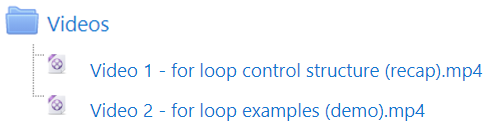 Videos
Video 1 - for loop control structure (recap).mp4
Video 2 - for loop examples (demo).mp4